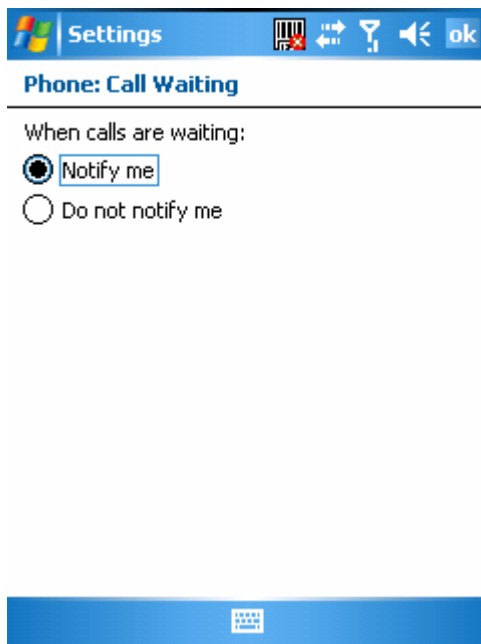 Settings ok
Phone: Call Waiting
When calls are waiting:
Notify me
Do not notify me